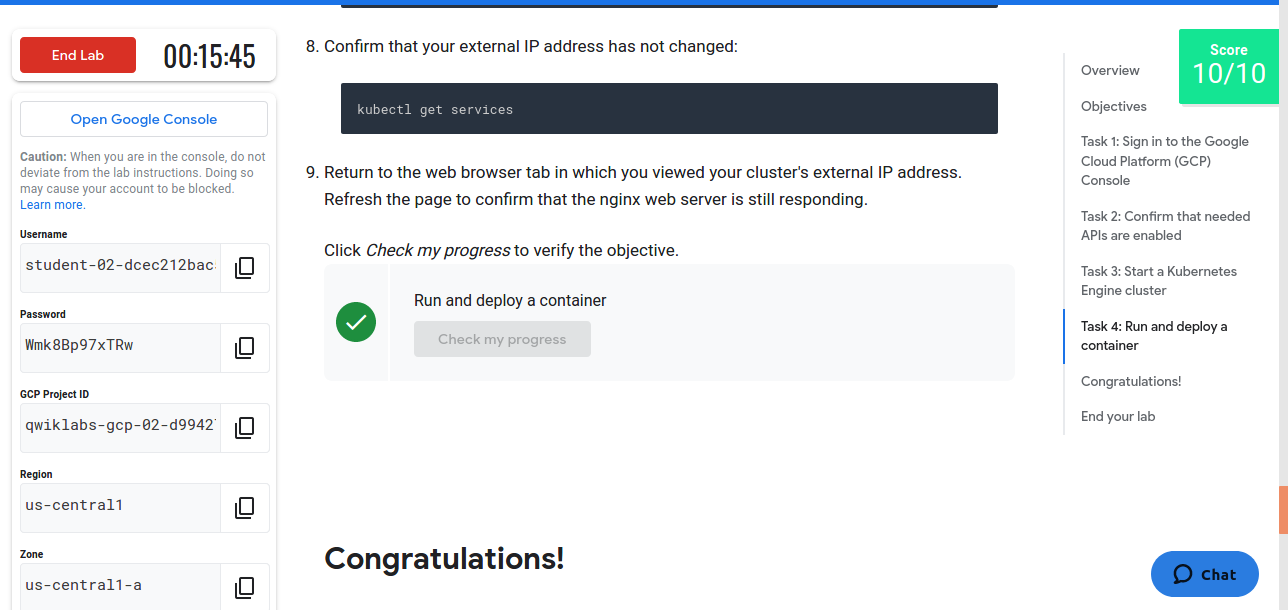 End Lab
00:15:45
Open Google Console
Caution: When you are in the console, do not
deviate from the lab instructions. Doing so
may cause your account to be blocked.
Learn more.
Username
student-02-dcec212bac
Password
Wmk8Bp97xTRw
GCP Project ID
qwiklabs-gcp-02-d9942
Region
us-central1
Zone
us-central1-a
8. Confirm that your external IP address has not changed:
kubectl get services
9. Return to the web browser tab in which you viewed your cluster's external IP address.
Refresh the page to confirm that the nginx web server is still responding.
Click Check my progress to verify the objective.
Run and deploy a container
Check my progress
Congratulations!
Overview
Objectives
Task 1: Sign in to the Google
Cloud Platform (GCP)
Console
Task 2: Confirm that needed
APIs are enabled
Task 3: Start a Kubernetes
Engine cluster
Task 4: Run and deploy a
container
Congratulations!
End your lab
Score
10/10
Chat